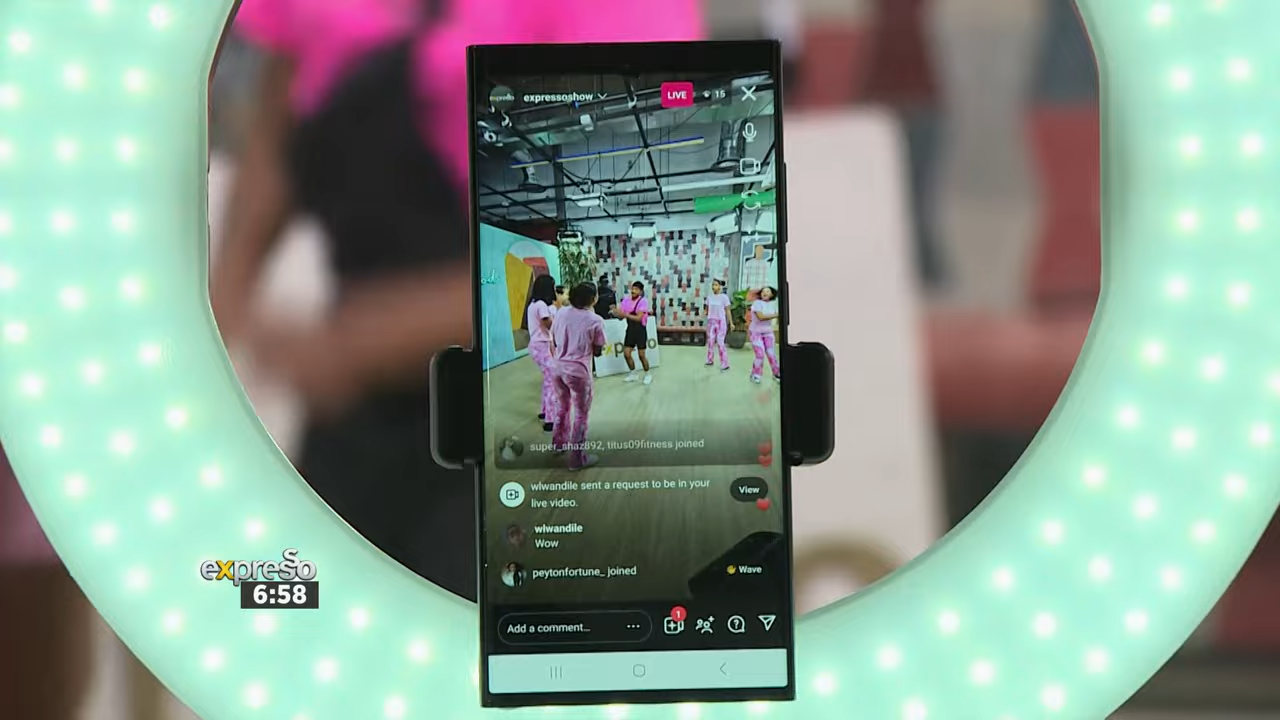 expresso
expressoshow
LIVE
15
super_shaz892, titus09fitness joined
wlwandile sent a request to be in your
live video.
View
wlwandile
Wow
peytonfortune_ joined
Wave
Add a comment...
1
expresso
6:58